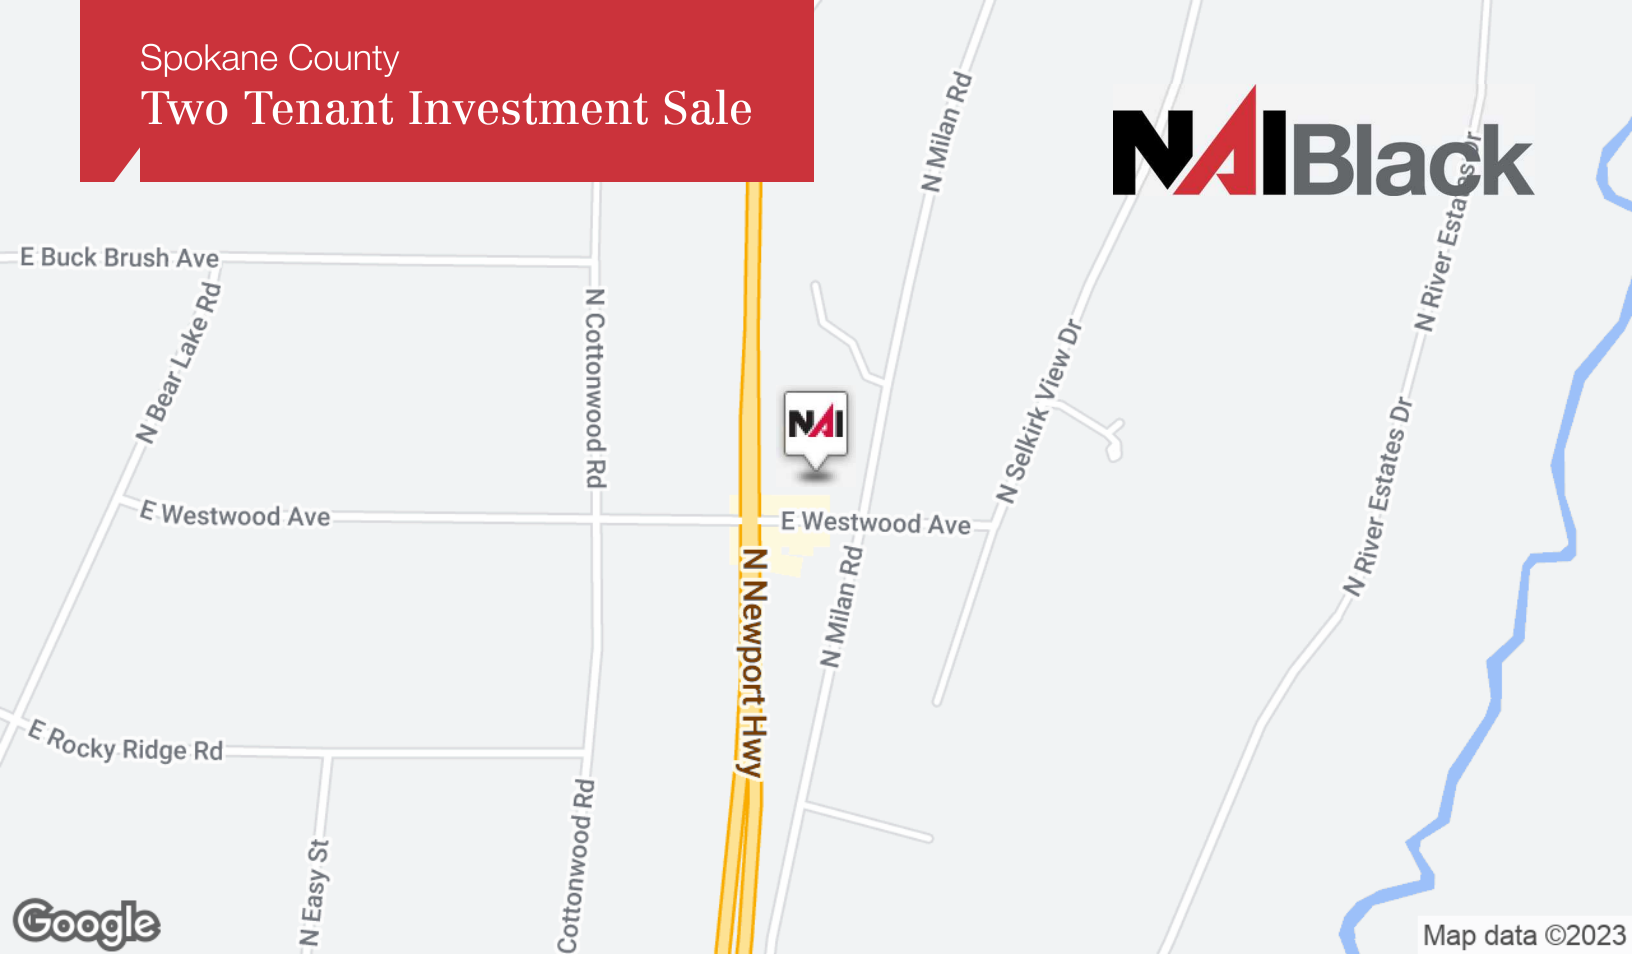 Spokane County
Two Tenant Investment Sale
NAIBlack
N Milan Rd
N River Estates Dr
E Buck Brush Ave
N Bear Lake Rd
N Cottonwood Rd
N Selkirk View Dr
NAI
N River Estates Dr
E Westwood Ave
E Westwood Ave
N Newport Hwy
N Milan Rd
E Rocky Ridge Rd
Cottonwood Rd
N Easy St
Google
Map data ©2023